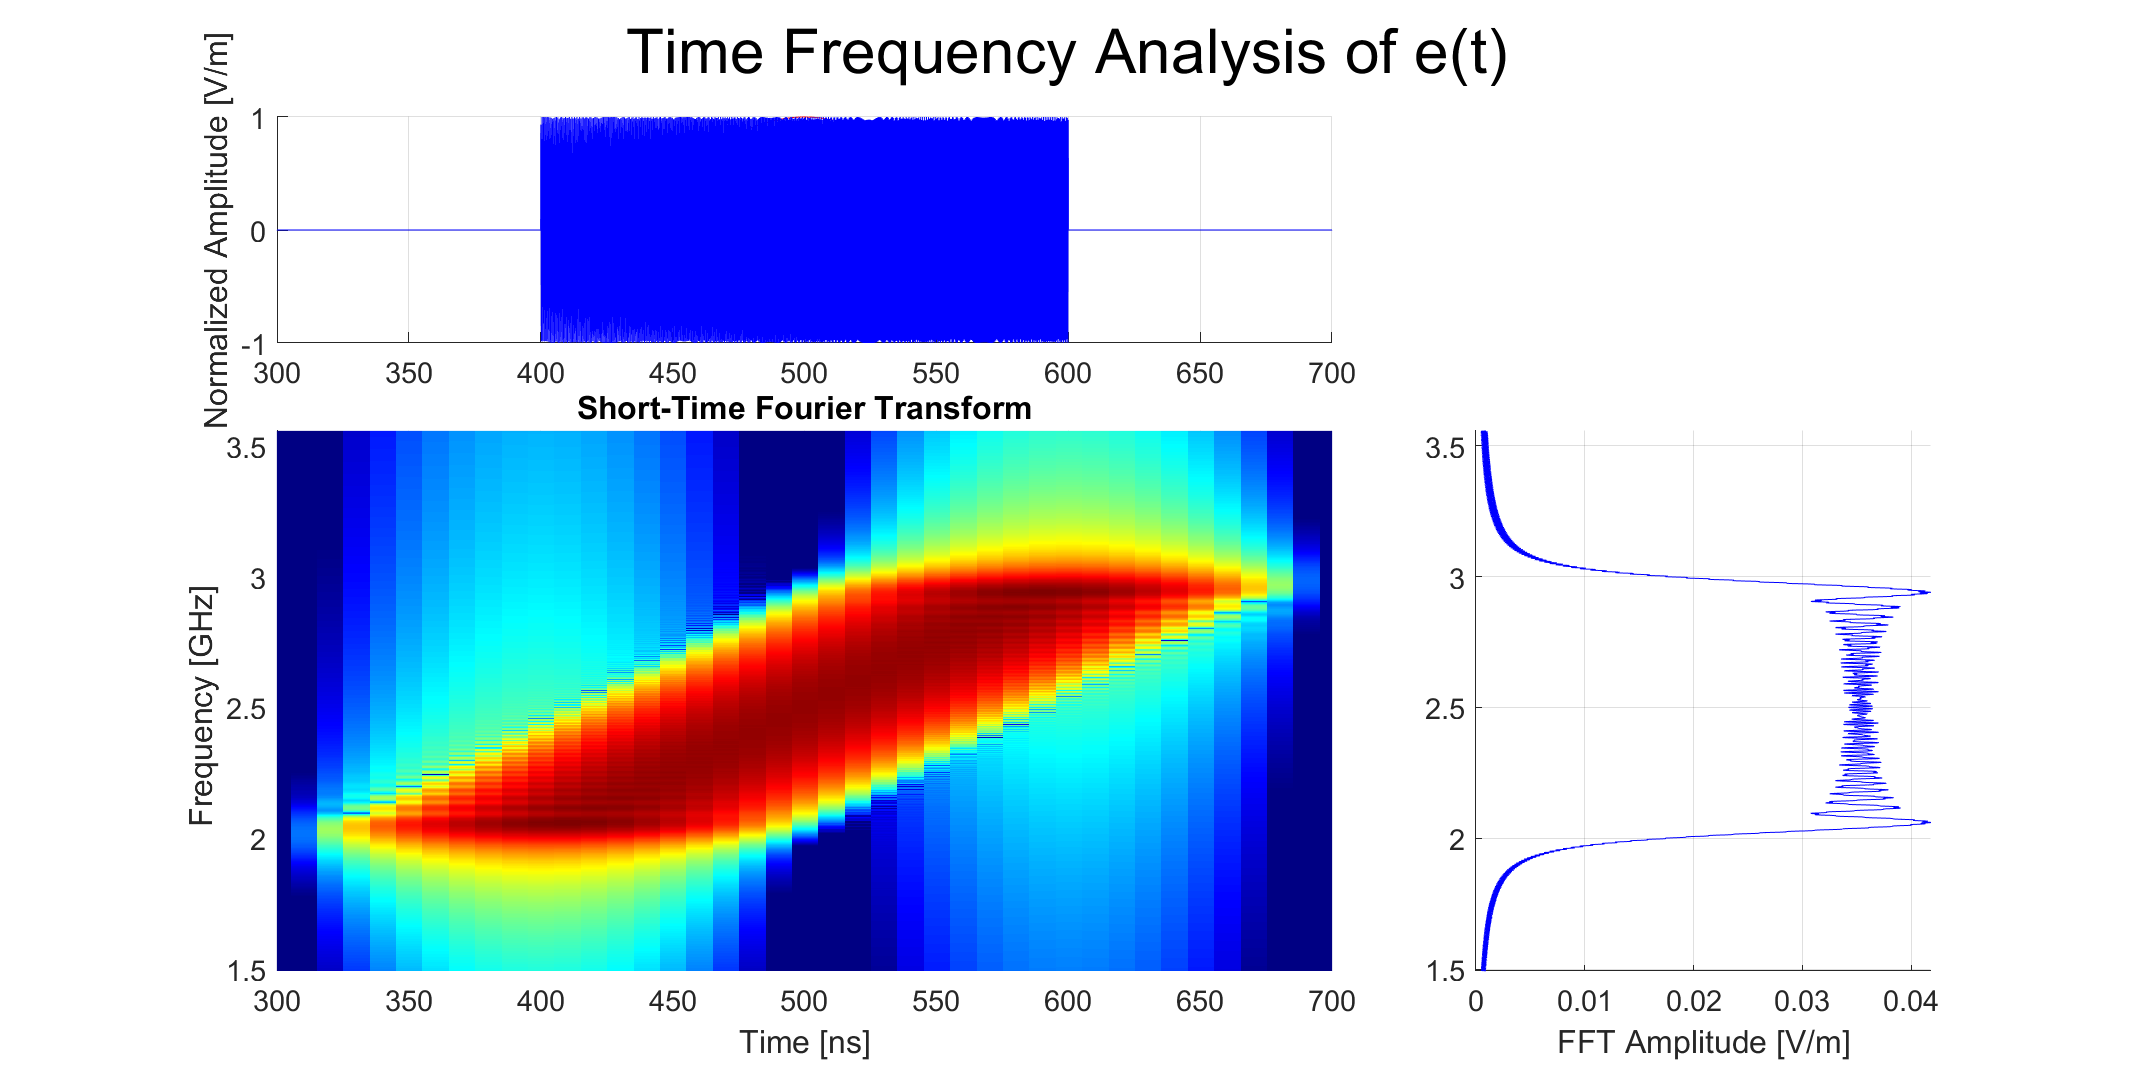 Time Frequency Analysis of e(t)
Normalized Amplitude [V/m]
1
0
-1
300 350 400 450 500 550 600 650 700
Short-Time Fourier Transform
Frequency [GHz]
3.5
3
2.5
2
1.5
300 350 400 450 500 550 600 650 700
Time [ns]
3.5
3
2.5
2
1.5
0 0.01 0.02 0.03 0.04
FFT Amplitude [V/m]